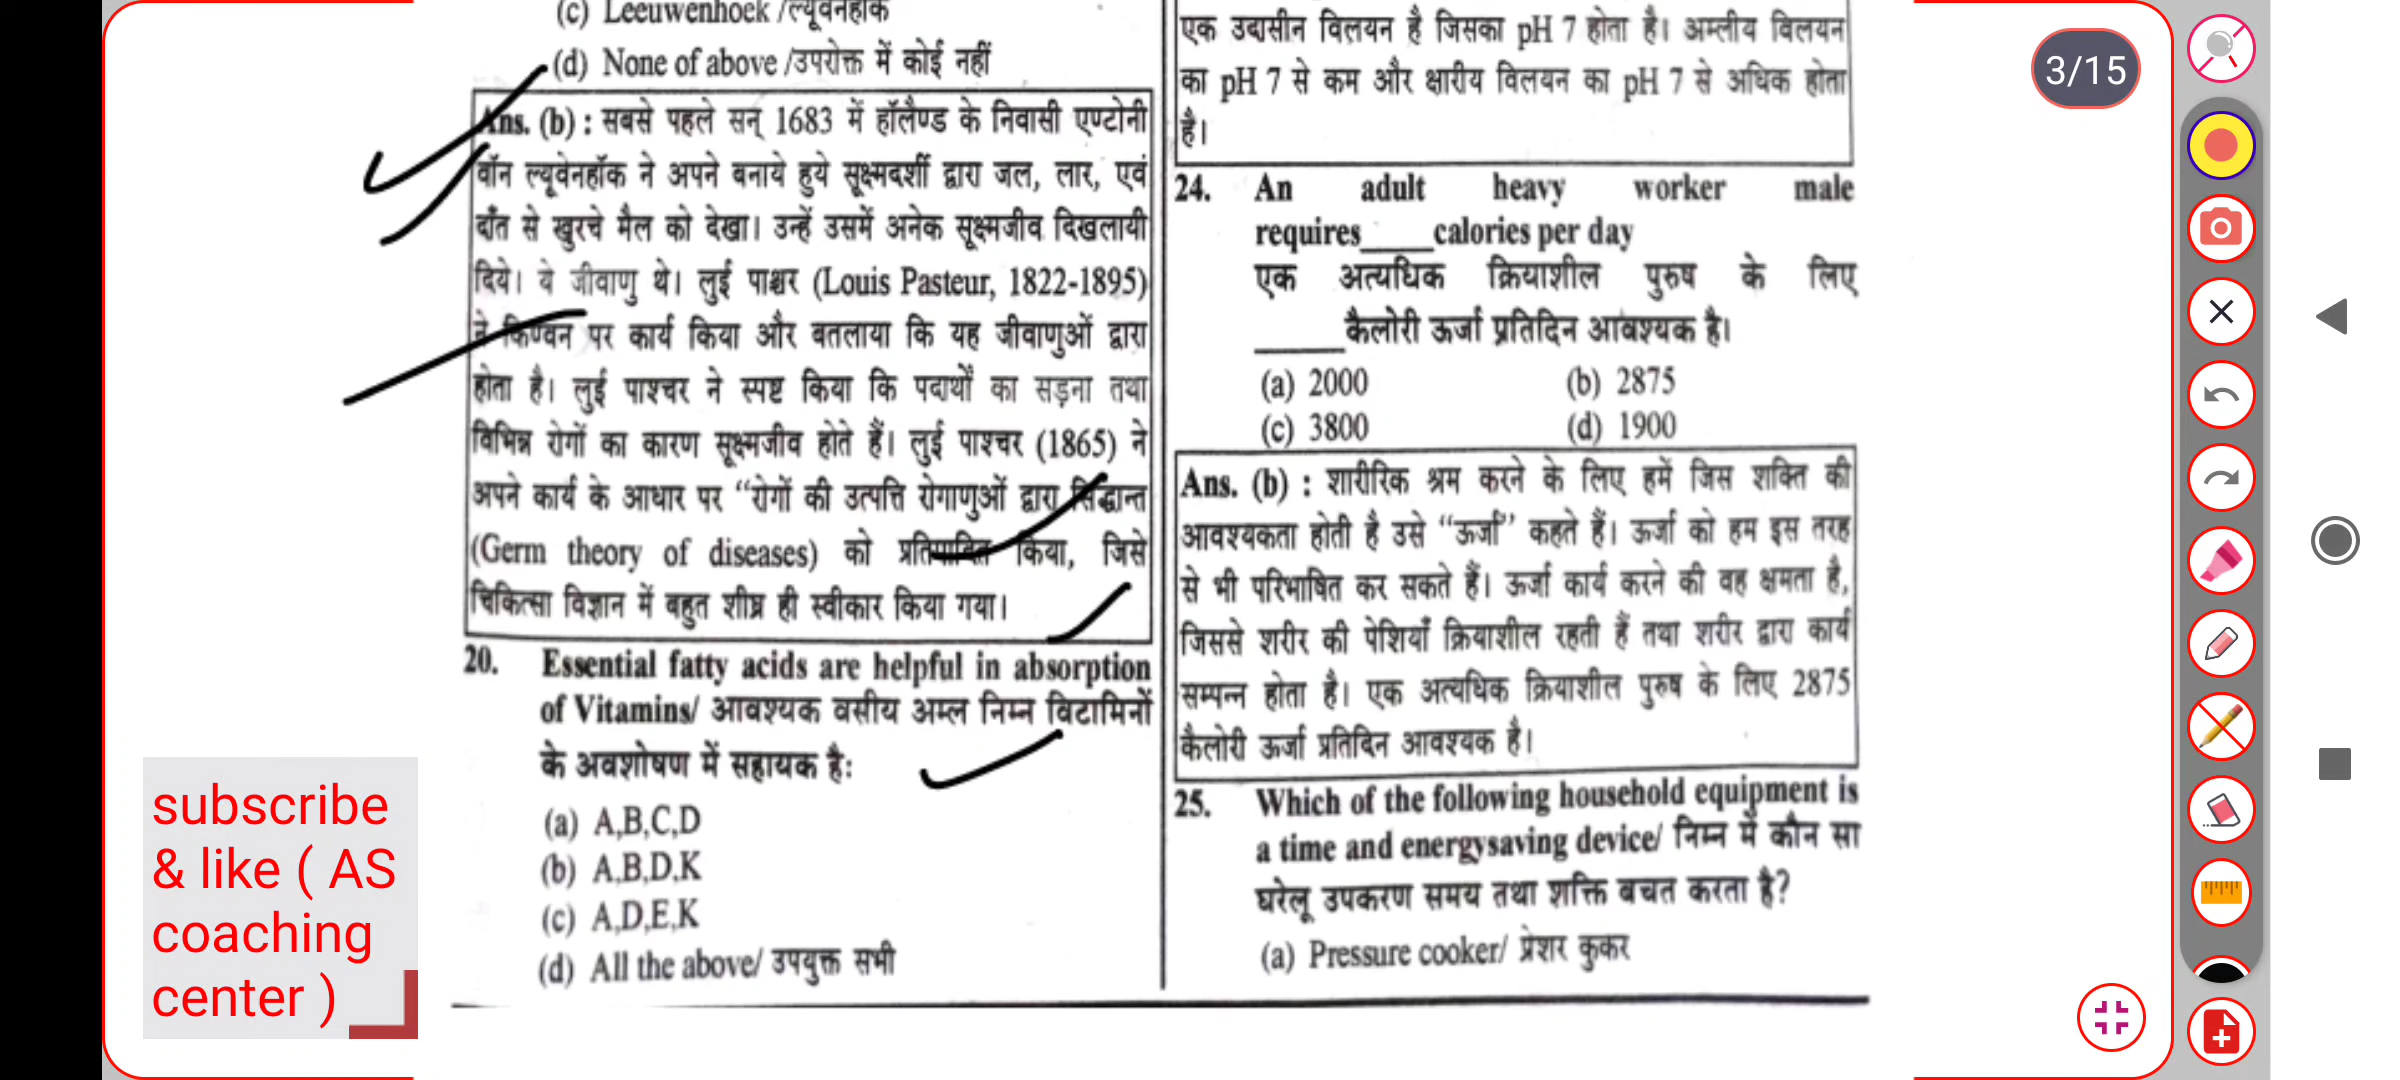 (c) Leeuwenhoek /ल्यूवेनहॉक
(d) None of above /उपरोक्त में कोई नहीं
Ans. (b) : सबसे पहले सन् 1683 में हॉलैण्ड के निवासी एण्टोनी
वॉन ल्यूवेनहॉक ने अपने बनाये हुये सूक्ष्मदर्शी द्वारा जल, लार, एवं
दाँत से खुरचे मैल को देखा। उन्हें उसमें अनेक सूक्ष्मजीव दिखलायी
दिये। ये जीवाणु थे। लुई पाश्चर (Louis Pasteur, 1822-1895)
ने किण्वन पर कार्य किया और बतलाया कि यह जीवाणुओं द्वारा
होता है। लुई पाश्चर ने स्पष्ट किया कि पदार्थों का सड़ना तथा
विभिन्न रोगों का कारण सूक्ष्मजीव होते हैं। लुई पाश्चर (1865) ने
अपने कार्य के आधार पर “रोगों की उत्पत्ति रोगाणुओं द्वारा सिद्धान्त
(Germ theory of diseases) को प्रतिपादित किया, जिसे
चिकित्सा विज्ञान में बहुत शीघ्र ही स्वीकार किया गया।
20. Essential fatty acids are helpful in absorption
of Vitamins/ आवश्यक वसीय अम्ल निम्न विटामिनों
के अवशोषण में सहायक है:
(a) A,B,C,D
(b) A,B,D,K
(c) A,D,E,K
(d) All the above/ उपयुक्त सभी
एक उदासीन विलयन है जिसका pH 7 होता है। अम्लीय विलयन
का pH 7 से कम और क्षारीय विलयन का pH 7 से अधिक होता
है।
24. An adult heavy worker male
requires____calories per day
एक अत्यधिक क्रियाशील पुरुष के लिए
_____कैलोरी ऊर्जा प्रतिदिन आवश्यक है।
(a) 2000 (b) 2875
(c) 3800 (d) 1900
Ans. (b) : शारीरिक श्रम करने के लिए हमें जिस शक्ति की
आवश्यकता होती है उसे “ऊर्जा” कहते हैं। ऊर्जा को हम इस तरह
से भी परिभाषित कर सकते हैं। ऊर्जा कार्य करने की वह क्षमता है,
जिससे शरीर की पेशियाँ क्रियाशील रहती हैं तथा शरीर द्वारा कार्य
सम्पन्न होता है। एक अत्यधिक क्रियाशील पुरुष के लिए 2875
कैलोरी ऊर्जा प्रतिदिन आवश्यक है।
25. Which of the following household equipment is
a time and energysaving device/ निम्न में कौन सा
घरेलू उपकरण समय तथा शक्ति बचत करता है?
(a) Pressure cooker/ प्रेशर कुकर
3/15
subscribe
& like ( AS
coaching
center )